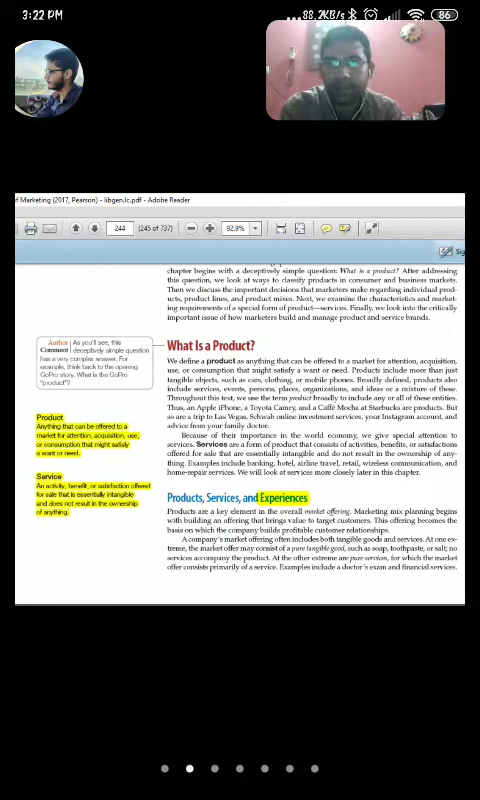 3:22 PM
...88.2KB/s
86
of Marketing (2017, Pearson) - libgen.lc.pdf - Adobe Reader
244 (245 of 737) 92.9%
Sig
chapter begins with a deceptively simple question: What is a product? After addressing
this question, we look at ways to classify products in consumer and business markets.
Then we discuss the important decisions that marketers make regarding individual prod-
ucts, product lines, and product mixes. Next, we examine the characteristics and market-
ing requirements of a special form of product—services. Finally, we look into the critically
important issue of how marketers build and manage product and service brands.
Author Comment
As you'll see, this
deceptively simple question
has a very complex answer. For
example, think back to the opening
GoPro story. What is the GoPro
"product"?
What Is a Product?
We define a product as anything that can be offered to a market for attention, acquisition,
use, or consumption that might satisfy a want or need. Products include more than just
tangible objects, such as cars, clothing, or mobile phones. Broadly defined, products also
include services, events, persons, places, organizations, and ideas or a mixture of these.
Throughout this text, we use the term product broadly to include any or all of these entities.
Thus, an Apple iPhone, a Toyota Camry, and a Caffé Mocha at Starbucks are products. But
so are a trip to Las Vegas, Schwab online investment services, your Instagram account, and
advice from your family doctor.
Product
Anything that can be offered to a
market for attention, acquisition, use,
or consumption that might satisfy
a want or need.
Because of their importance in the world economy, we give special attention to
services. Services are a form of product that consists of activities, benefits, or satisfactions
offered for sale that are essentially intangible and do not result in the ownership of any-
thing. Examples include banking, hotel, airline travel, retail, wireless communication, and
home-repair services. We will look at services more closely later in this chapter.
Service
An activity, benefit, or satisfaction offered
for sale that is essentially intangible
and does not result in the ownership
of anything.
Products, Services, and Experiences
Products are a key element in the overall market offering. Marketing mix planning begins
with building an offering that brings value to target customers. This offering becomes the
basis on which the company builds profitable customer relationships.
A company's market offering often includes both tangible goods and services. At one ex-
treme, the market offer may consist of a pure tangible good, such as soap, toothpaste, or salt; no
services accompany the product. At the other extreme are pure services, for which the market
offer consists primarily of a service. Examples include a doctor's exam and financial services.